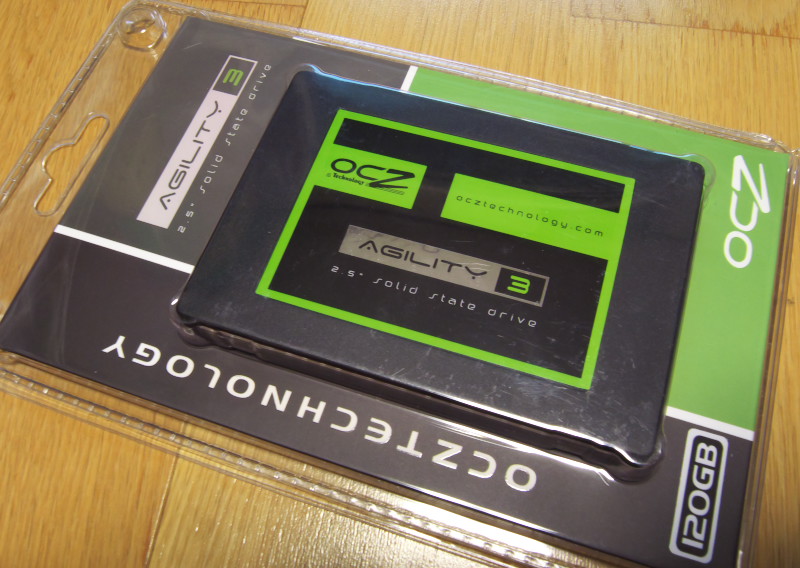 AGILITY 3
2.5" solid state drive
OCZ
Technology
ocztechnology.com
AGILITY 3
2.5" solid state drive
OCZ
OCZTECHNOLOGY
120GB